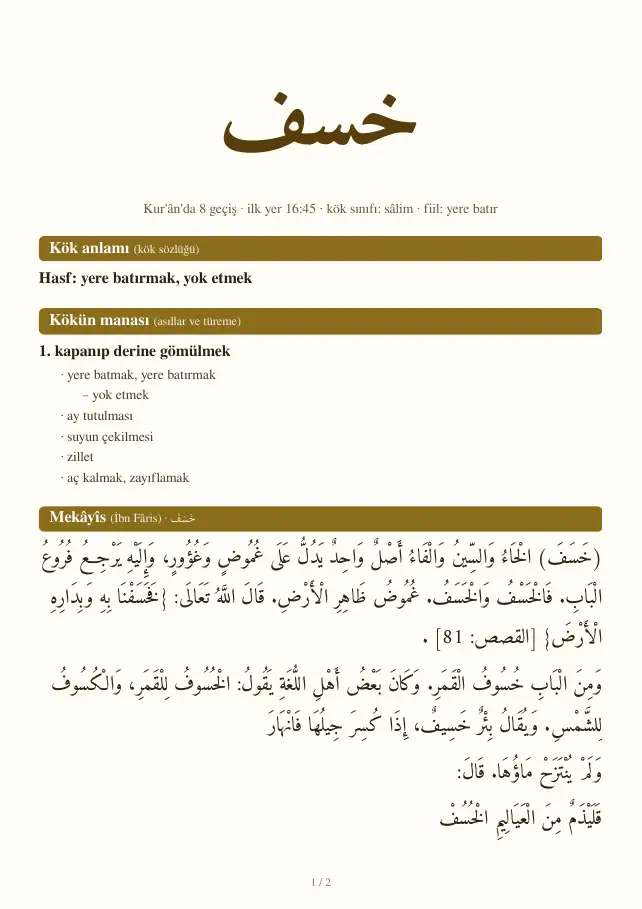 خسف
Kur'ân'da 8 geçiş · ilk yer 16:45 · kök sınıfı: sâlim · fiil: yere batır
Kök anlamı (kök sözlüğü)
Hasf: yere batırmak, yok etmek
Kökün manası (asıllar ve türeme)
1. kapanıp derine gömülmek
· yere batmak, yere batırmak
– yok etmek
· ay tutulması
· suyun çekilmesi
· zillet
· aç kalmak, zayıflamak
Mekâyîs (İbn Fâris) · خَسَفَ
(خَسَفَ) الْخَاءُ وَالسِّينُ وَالْفَاءُ أَصْلٌ وَاحِدٌ يَدُلُّ عَلَى غُمُوضٍ وَغُؤُورٍ، وَإِلَيْهِ يَرْجِعُ فُرُوعُ
الْبَابِ. فَالْخَسْفُ وَالْخَسَفُ. غُمُوضُ ظَاهِرِ الْأَرْضِ. قَالَ اللَّهُ تَعَالَى: {فَخَسَفْنَا بِهِ وَبِدَارِهِ
الْأَرْضَ} [القصص: 81] .
وَمِنَ الْبَابِ خُسُوفُ الْقَمَرِ. وَكَانَ بَعْضُ أَهْلِ اللُّغَةِ يَقُولُ: الْخُسُوفُ لِلْقَمَرِ، وَالْكُسُوفُ
لِلشَّمْسِ. وَيُقَالُ بِئْرٌ خَسِيفٌ، إِذَا كُسِرَ جِيلُهَا فَانْهَارَ
وَلَمْ يُنْتَزَحْ مَاؤُهَا. قَالَ:
قَلَيْذَمٌ مِنَ الْعَيَالِيمِ الْخُسُفْ
1 / 2